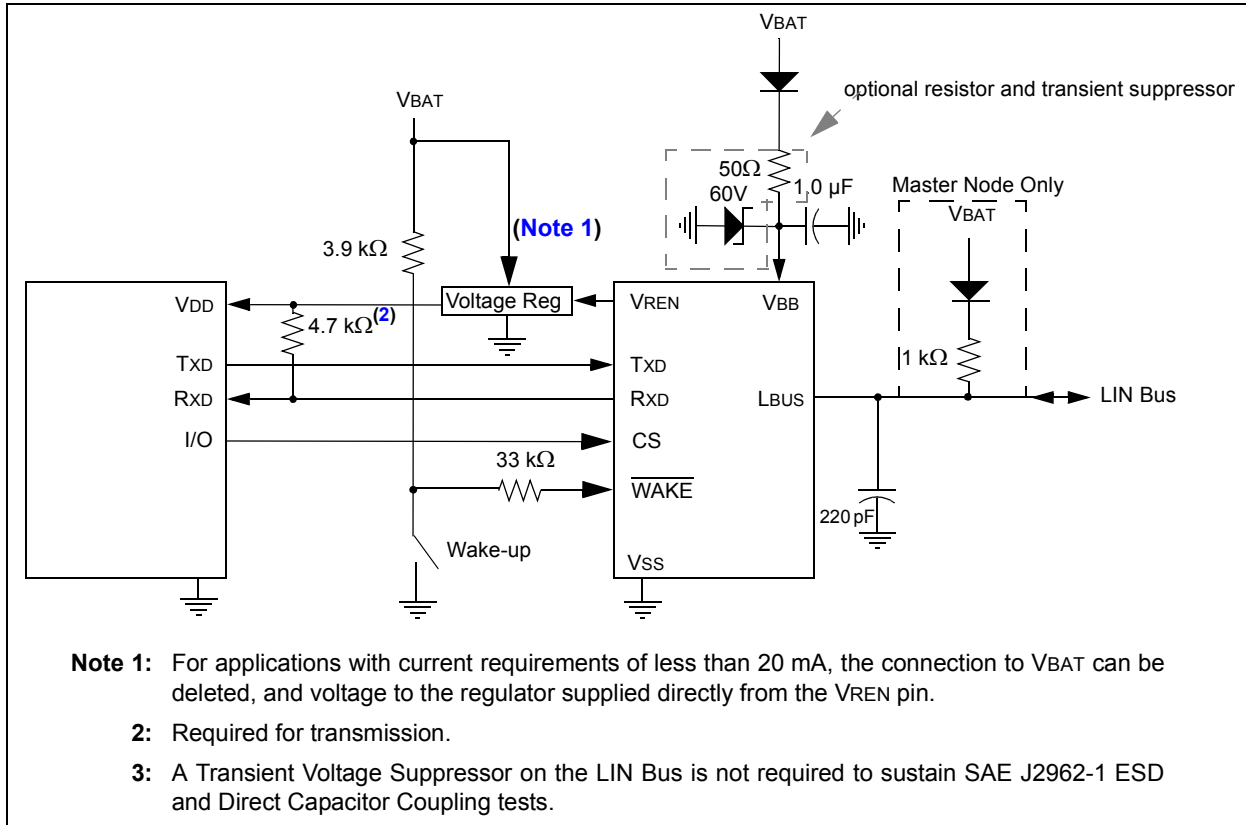 VBAT
optional resistor and transient suppressor
VBAT
50Ω
1.0 µF
60V
Master Node Only
VBAT
(Note 1)
3.9 kΩ
Voltage Reg
VDD
VREN
VBB
4.7 kΩ(2)
1 kΩ
TXD
TXD
RXD
RXD
LBUS
LIN Bus
I/O
CS
33 kΩ
WAKE
220 pF
Wake-up
VSS
Note 1: For applications with current requirements of less than 20 mA, the connection to VBAT can be
deleted, and voltage to the regulator supplied directly from the VREN pin.
2: Required for transmission.
3: A Transient Voltage Suppressor on the LIN Bus is not required to sustain SAE J2962-1 ESD
and Direct Capacitor Coupling tests.